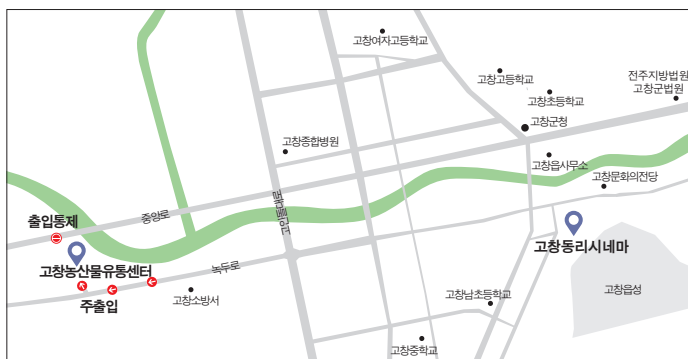 고창여자고등학교
고창고등학교
전주지방법원
고창군법원
고창초등학교
고창군청
고창종합병원
고창읍사무소
고창문화의전당
중앙로
출입통제
고창동리시네마
고창농산물유통센터
녹두로
고창소방서
주출입
고창남초등학교
고창읍성
고창중학교